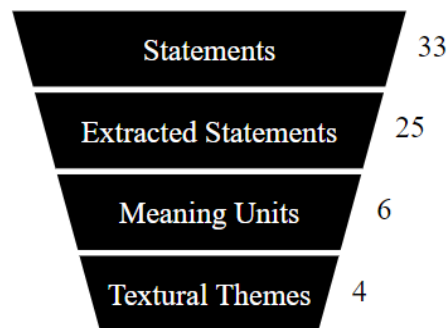 Statements 33
Extracted Statements 25
Meaning Units 6
Textural Themes 4